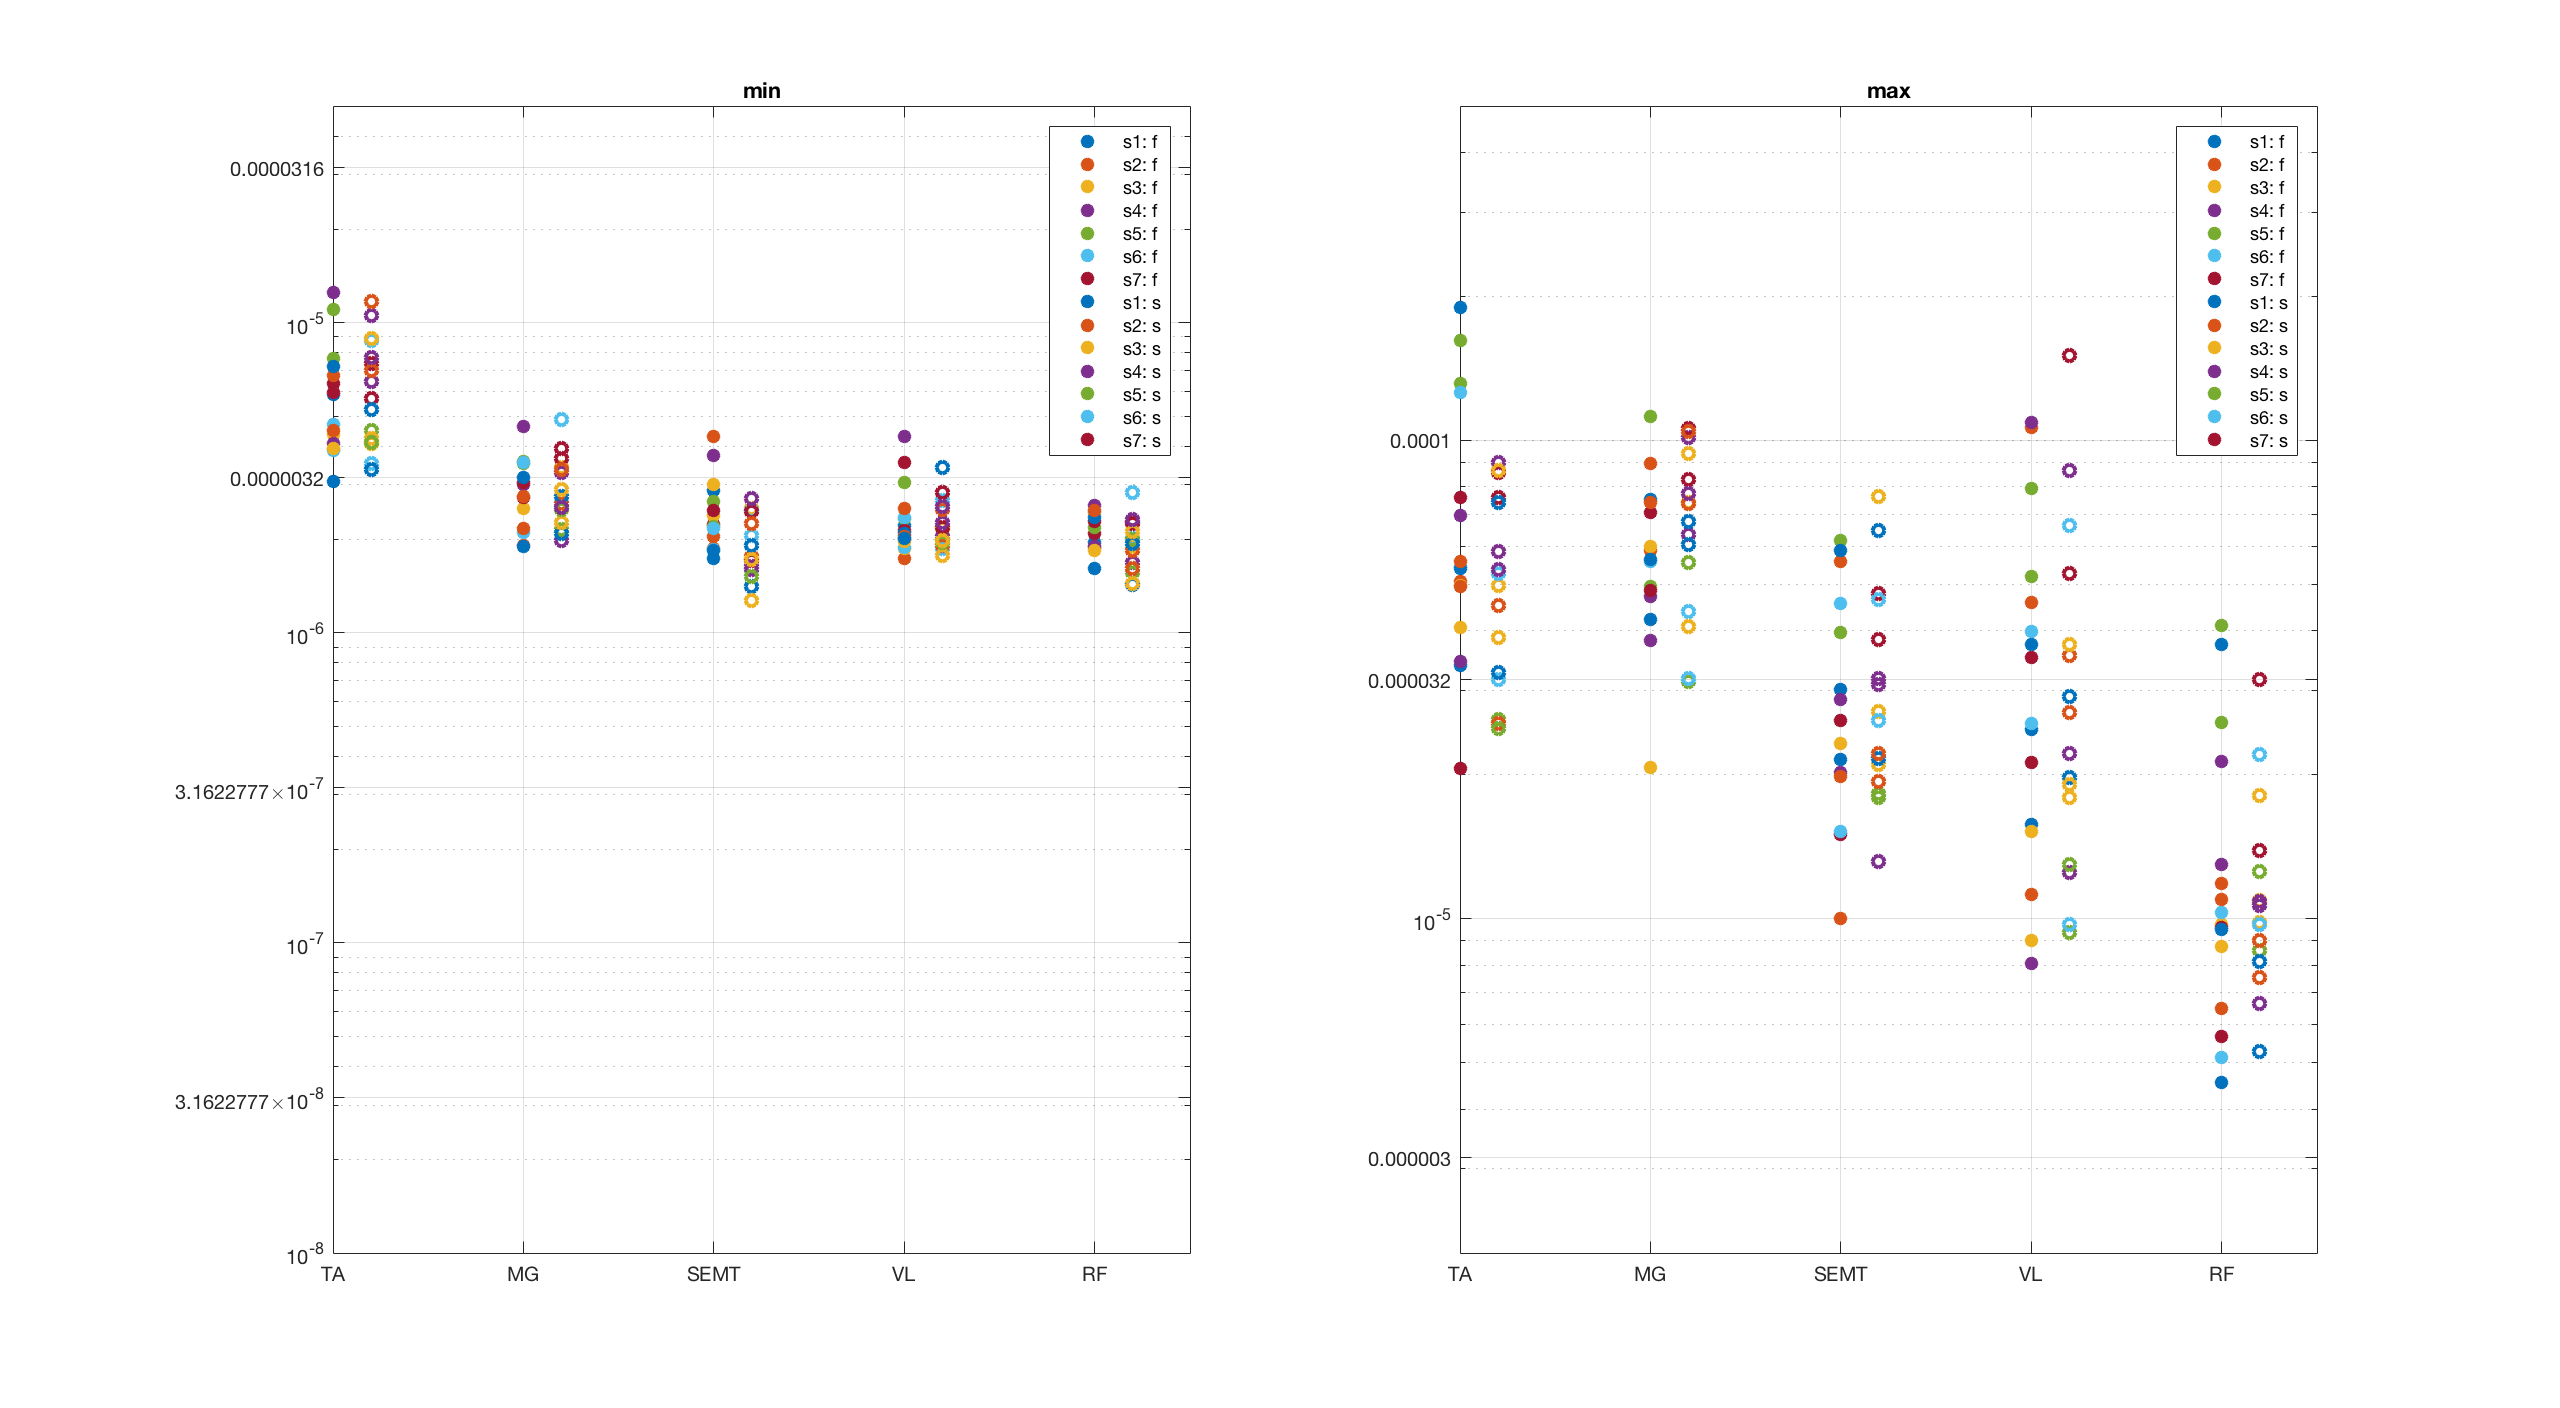 min
0.0000316
10-5
0.0000032
10-6
3.1622777×10-7
10-7
3.1622777×10-8
10-8
TA MG SEMT VL RF
s1: f
s2: f
s3: f
s4: f
s5: f
s6: f
s7: f
s1: s
s2: s
s3: s
s4: s
s5: s
s6: s
s7: s
max
0.0001
0.000032
10-5
0.000003
TA MG SEMT VL RF
s1: f
s2: f
s3: f
s4: f
s5: f
s6: f
s7: f
s1: s
s2: s
s3: s
s4: s
s5: s
s6: s
s7: s